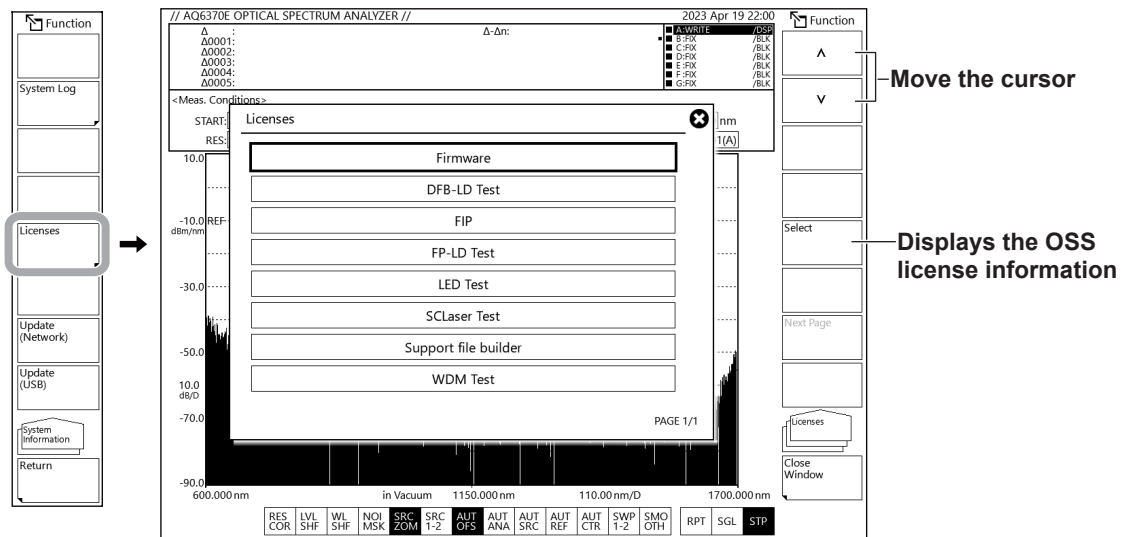 Function
System Log
Licenses
Update
(Network)
Update
(USB)
System
Information
Return
// AQ6370E OPTICAL SPECTRUM ANALYZER //
2023 Apr 19 22:00
Δ :
Δ-Δn:
Δ0001:
Δ0002:
Δ0003:
Δ0004:
Δ0005:
A:WRITE /DSP
B:FIX /BLK
C:FIX /BLK
D:FIX /BLK
E:FIX /BLK
F:FIX /BLK
G:FIX /BLK
<Meas. Conditions>
START:
nm
RES:
1(A)
Licenses
Firmware
DFB-LD Test
FIP
FP-LD Test
LED Test
SCLaser Test
Support file builder
WDM Test
PAGE 1/1
10.0
-10.0 REF
dBm/nm
-30.0
-50.0
10.0
dB/D
-70.0
-90.0
600.000 nm in Vacuum 1150.000 nm 110.00 nm/D 1700.000 nm
RES COR
LVL SHF
WL SHF
NOI MSK
SRC ZOM
SRC 1-2
AUT OFS
AUT ANA
AUT SRC
AUT REF
AUT CTR
SWP 1-2
SMO OTH
RPT
SGL
STP
Function
∧
∨
Select
Next Page
Licenses
Close
Window
Move the cursor
Displays the OSS
license information